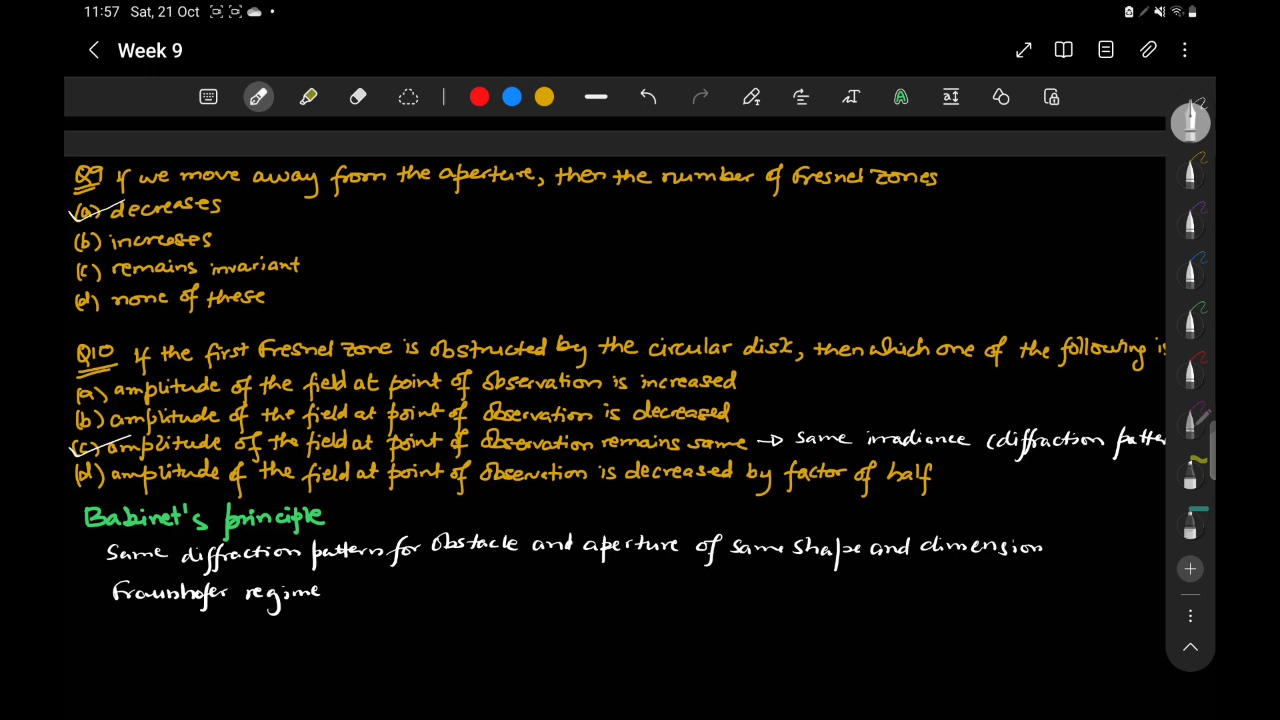 11:57 Sat, 21 Oct
Week 9
Q9 If we move away from the aperture, then the number of Fresnel zones
(a) decreases
(b) increases
(c) remains invariant
(d) none of these
Q10 If the first Fresnel zone is obstructed by the circular disk, then which one of the following is
(a) amplitude of the field at point of observation is increased
(b) amplitude of the field at point of observation is decreased
(c) amplitude of the field at point of observation remains same → same irradiance (diffraction patter
(d) amplitude of the field at point of observation is decreased by factor of half
Babinet's principle
Same diffraction pattern for obstacle and aperture of same shape and dimension
Fraunhofer regime